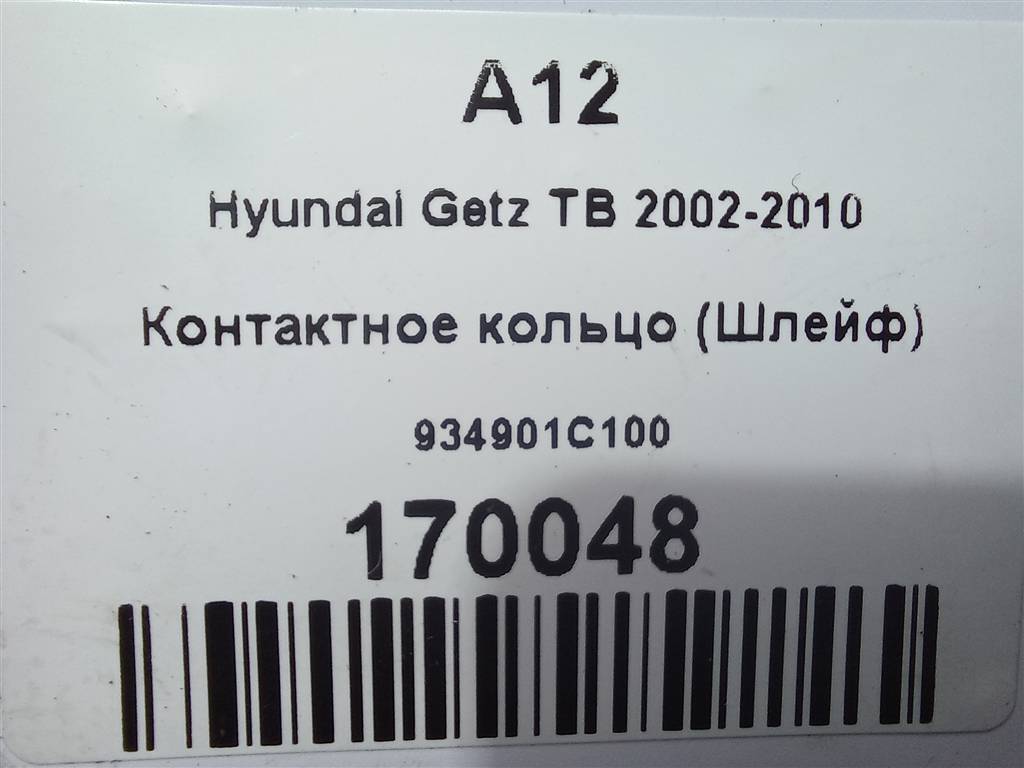 A12
Hyundai Getz TB 2002-2010
Контактное кольцо (Шлейф)
934901C100
170048